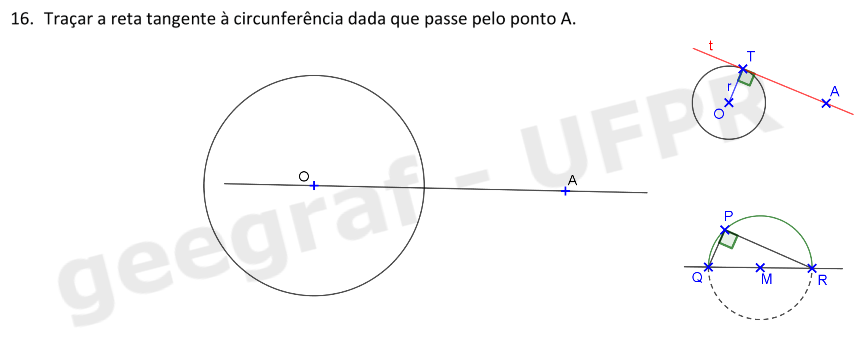 16. Traçar a reta tangente à circunferência dada que passe pelo ponto A.
t
T
r
A
O
O
A
geegraf - UFPR
P
Q
M
R